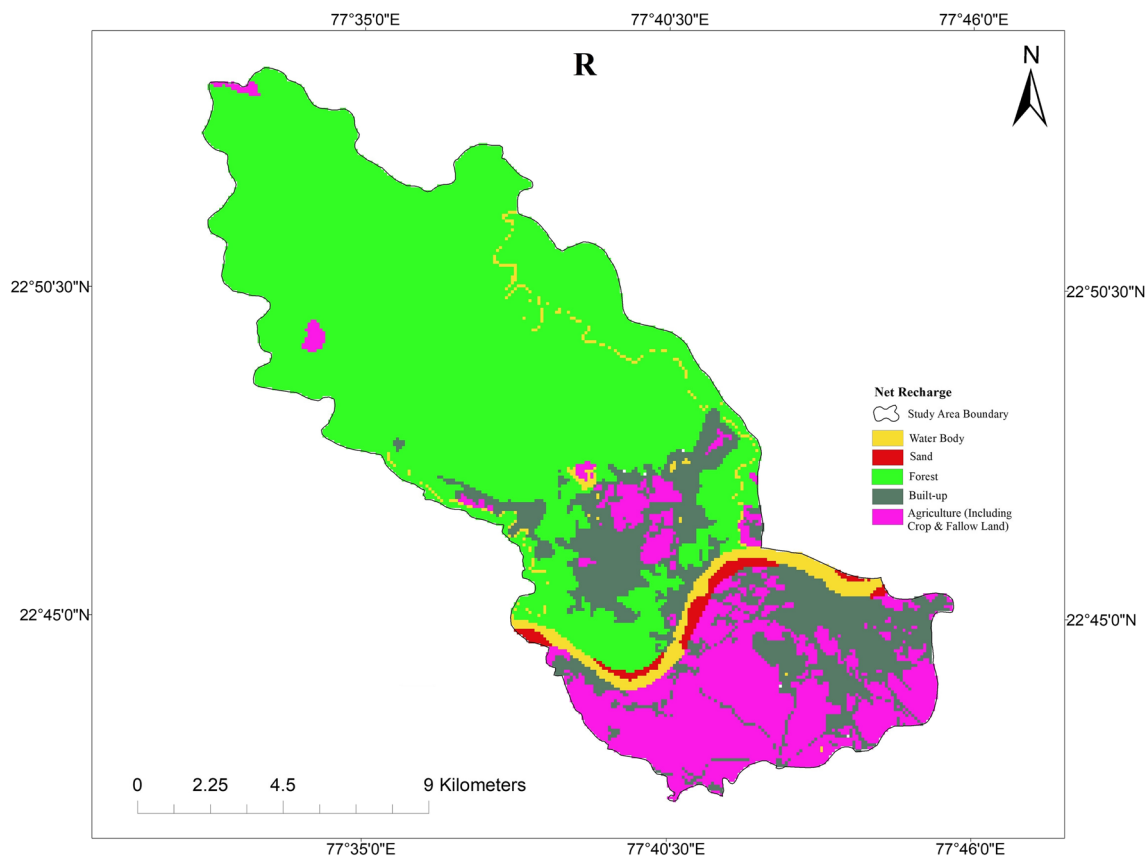 77°35'0"E 77°40'30"E 77°46'0"E
R
N
22°50'30"N 22°50'30"N
Net Recharge
Study Area Boundary
Water Body
Sand
Forest
Built-up
Agriculture (Including
Crop & Fallow Land)
22°45'0"N 22°45'0"N
0 2.25 4.5 9 Kilometers
77°35'0"E 77°40'30"E 77°46'0"E